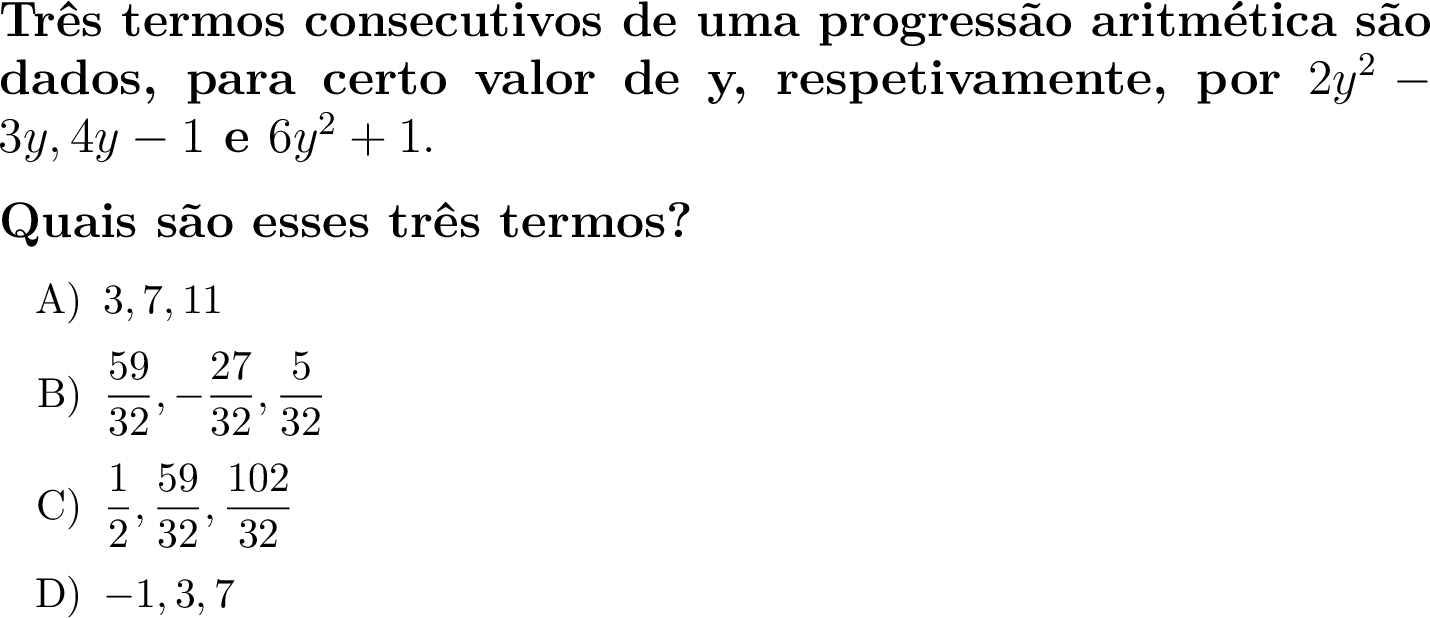 Três termos consecutivos de uma progressão aritmética são
dados, para certo valor de y, respetivamente, por $2y^2 -$
$3y, 4y - 1$ e $6y^2 + 1$.
Quais são esses três termos?
A) $3, 7, 11$
B) $\frac{59}{32}, -\frac{27}{32}, \frac{5}{32}$
C) $\frac{1}{2}, \frac{59}{32}, \frac{102}{32}$
D) $-1, 3, 7$